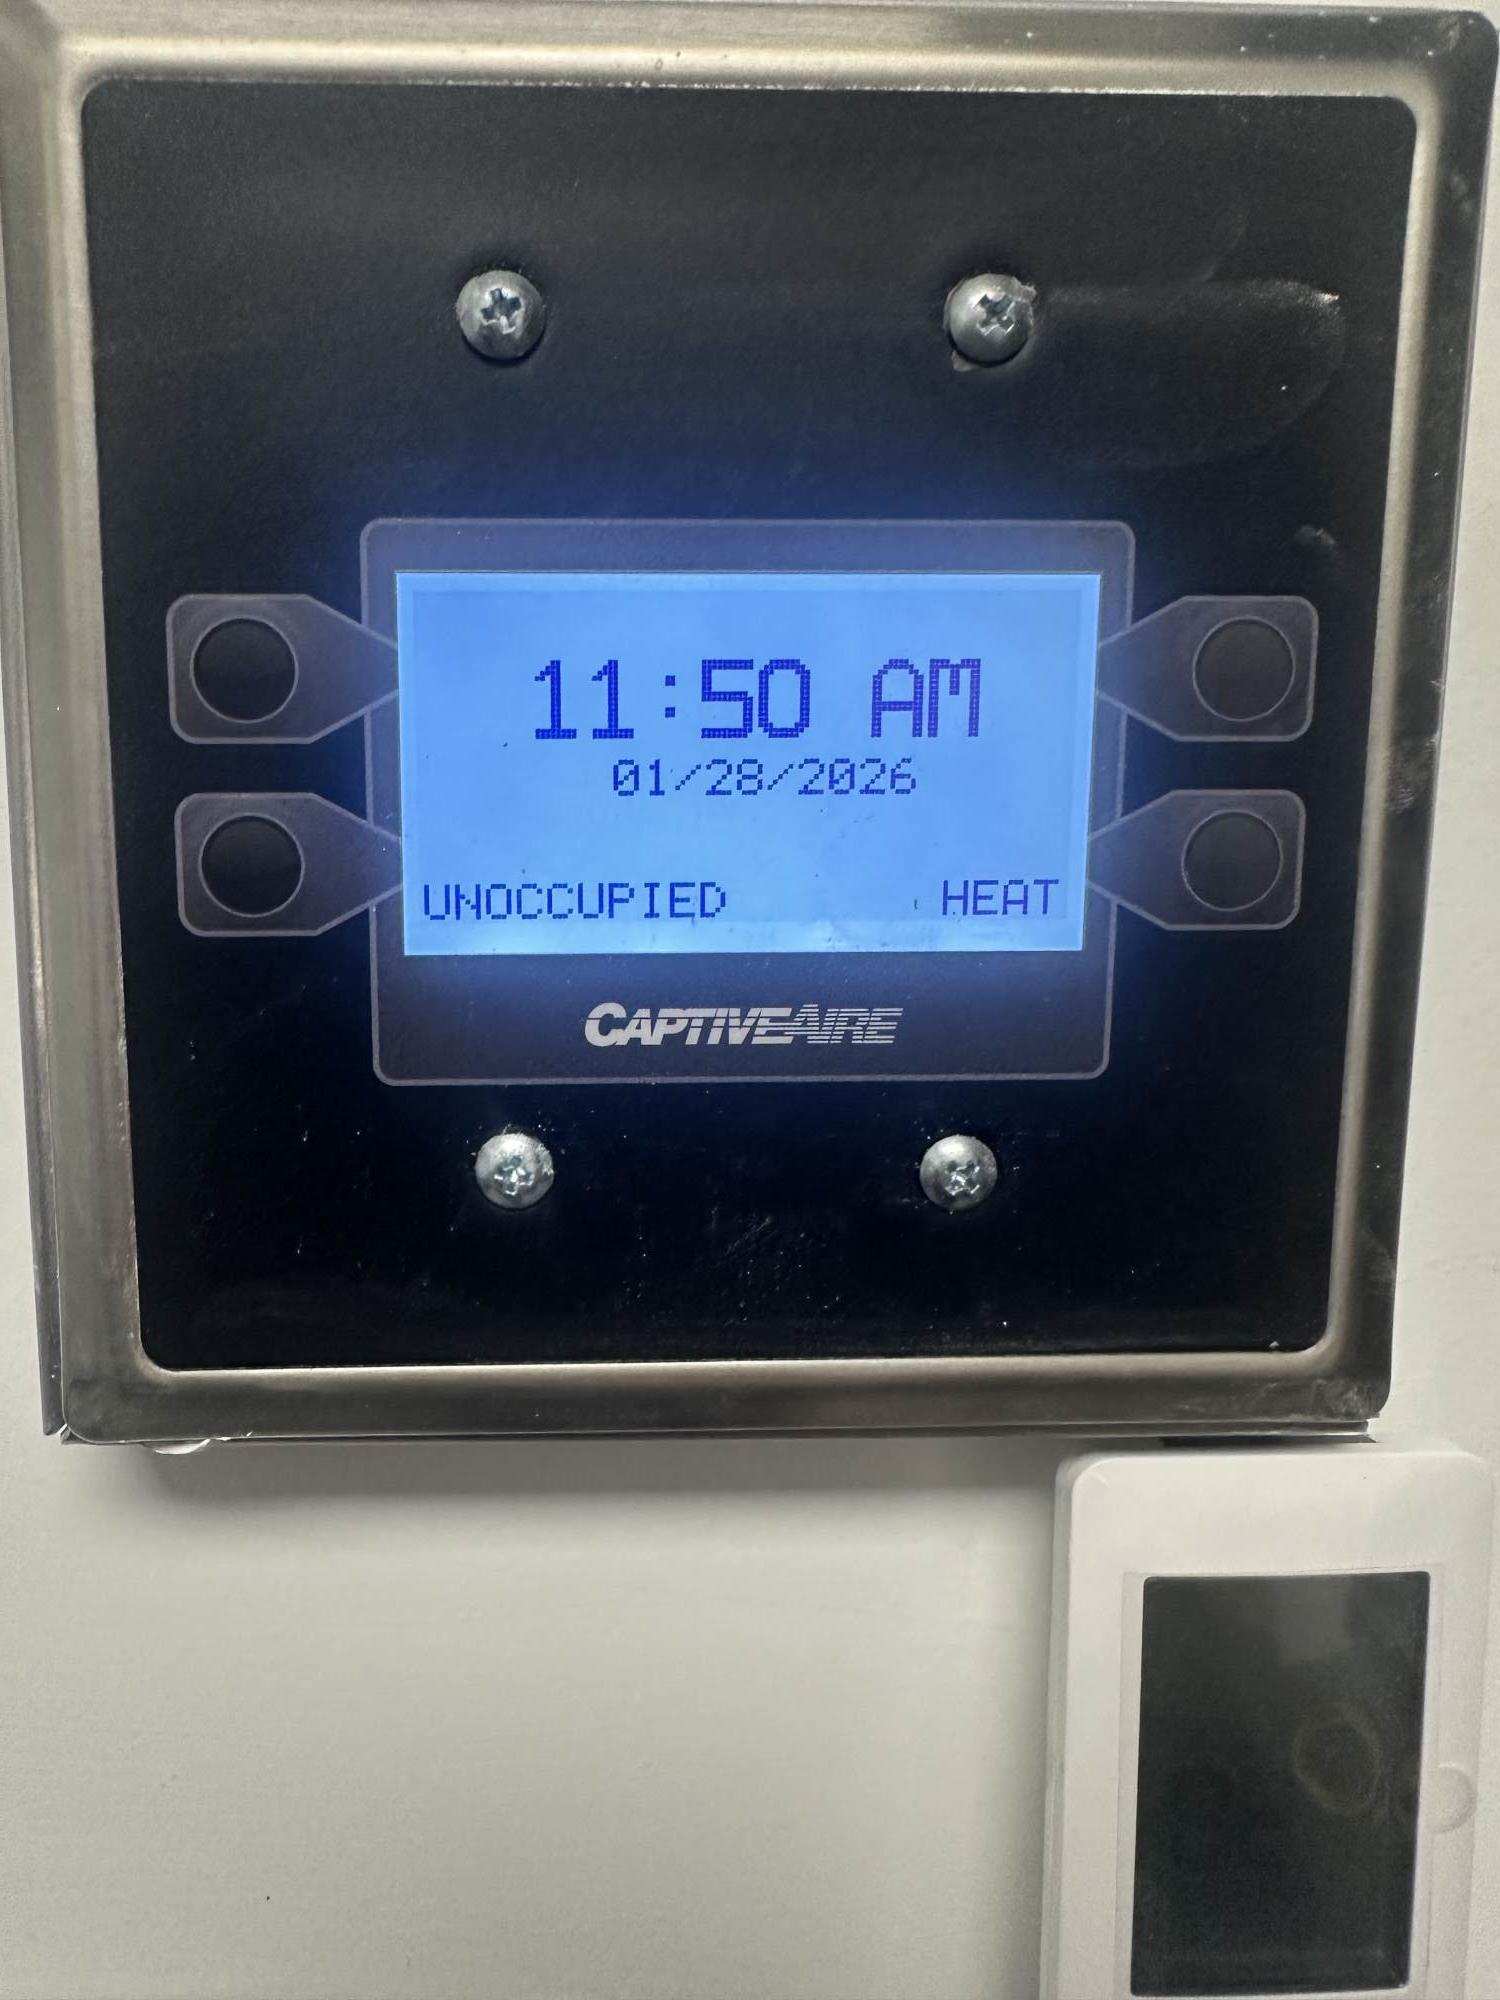 11:50 AM
01/28/2026
UNOCCUPIED HEAT
CAPTIVEAIRE